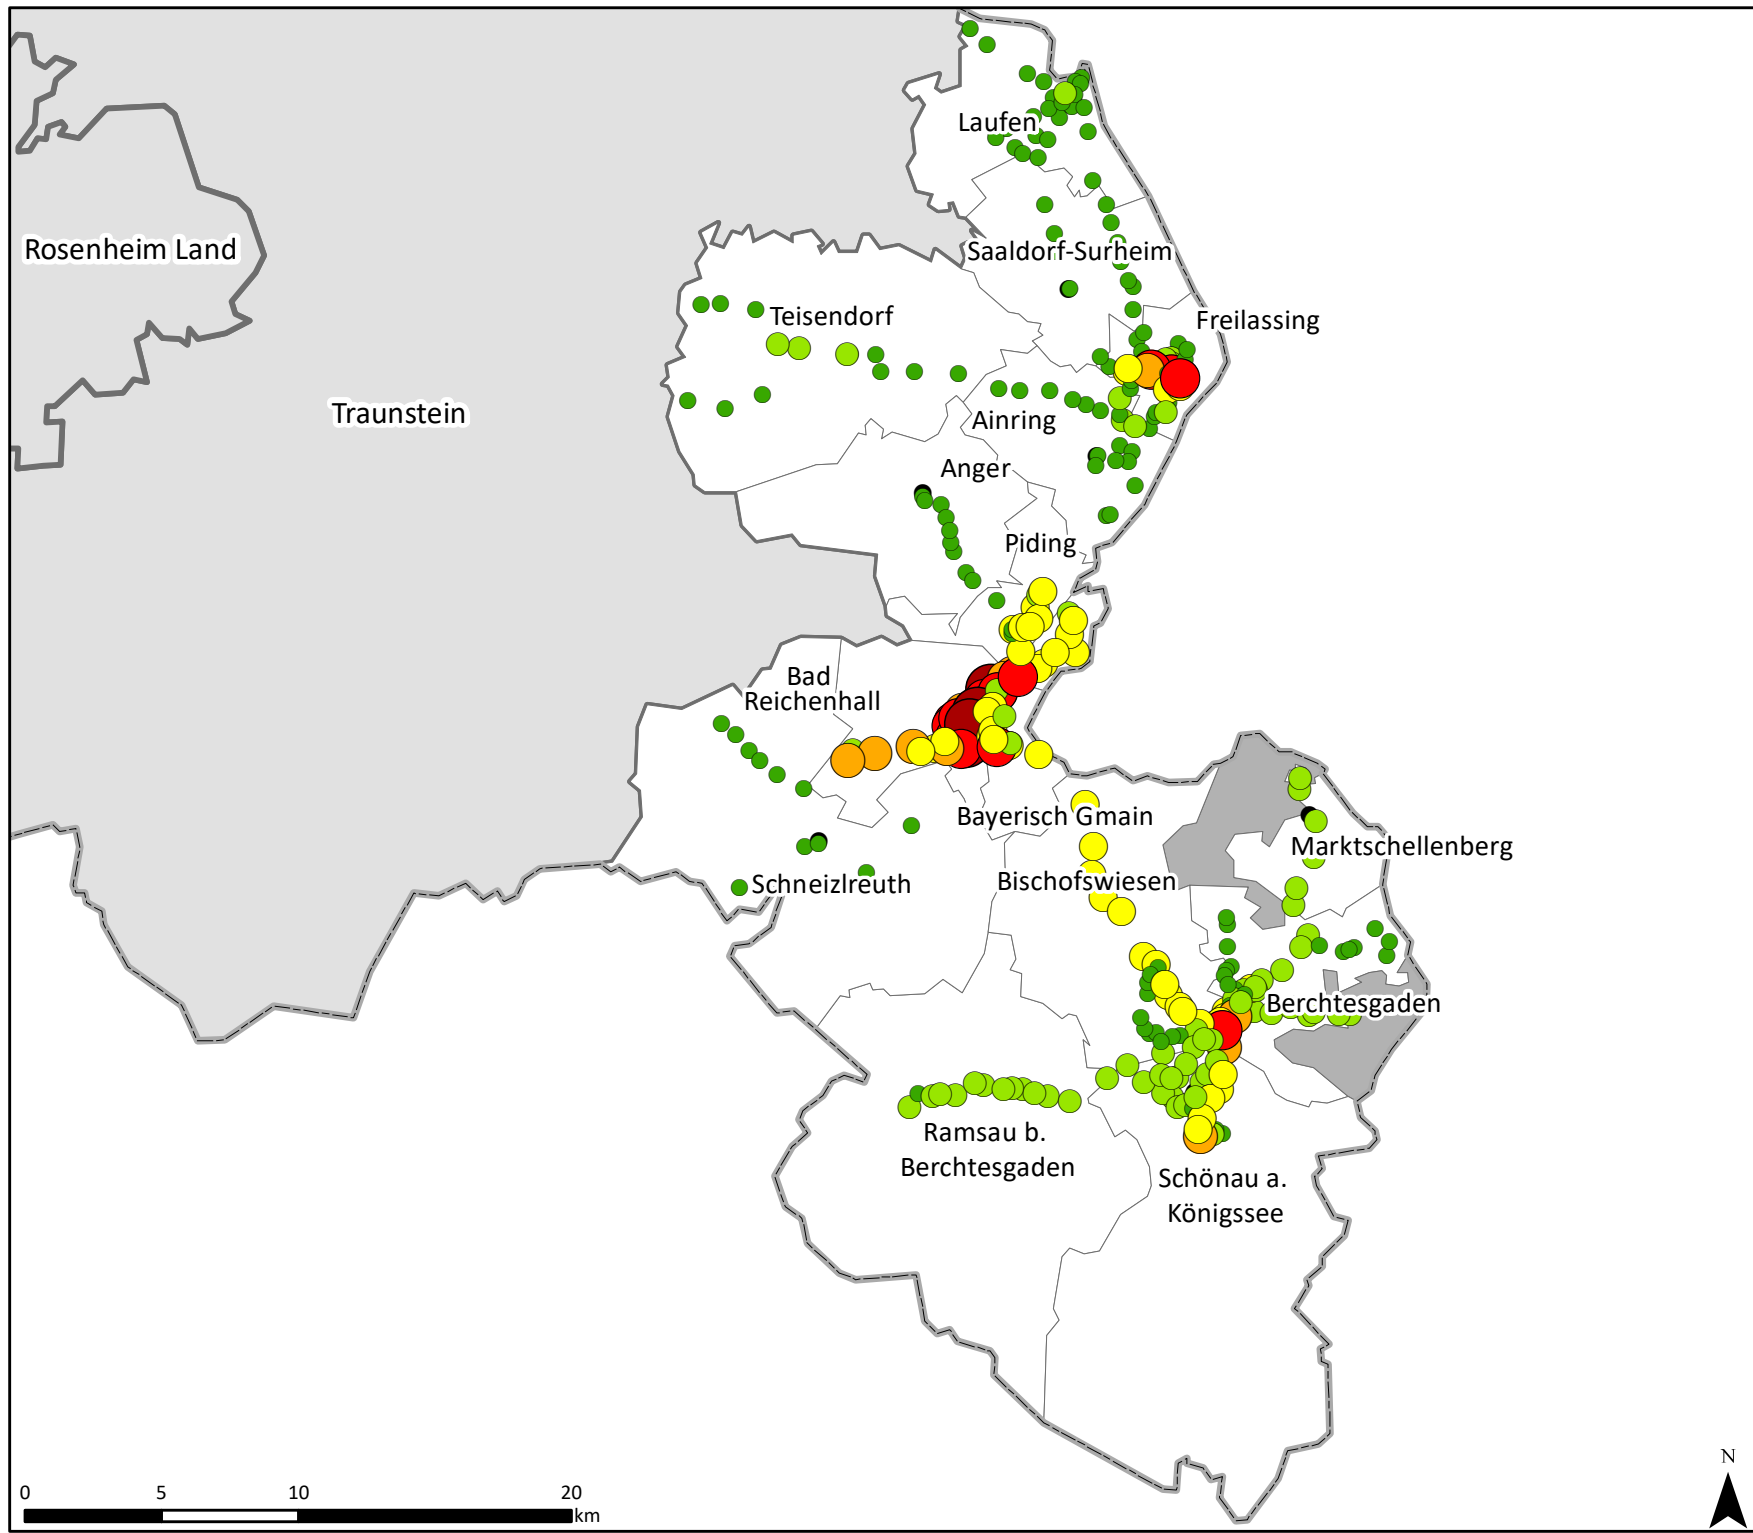 Laufen
Rosenheim Land
Saaldorf-Surheim
Teisendorf
Freilassing
Traunstein
Ainring
Anger
Piding
Bad
Reichenhall
Bayerisch Gmain
Marktschellenberg
Schneizlreuth
Bischofswiesen
Berchtesgaden
Ramsau b.
Berchtesgaden
Schönau a.
Königssee
N
0 5 10 20
km